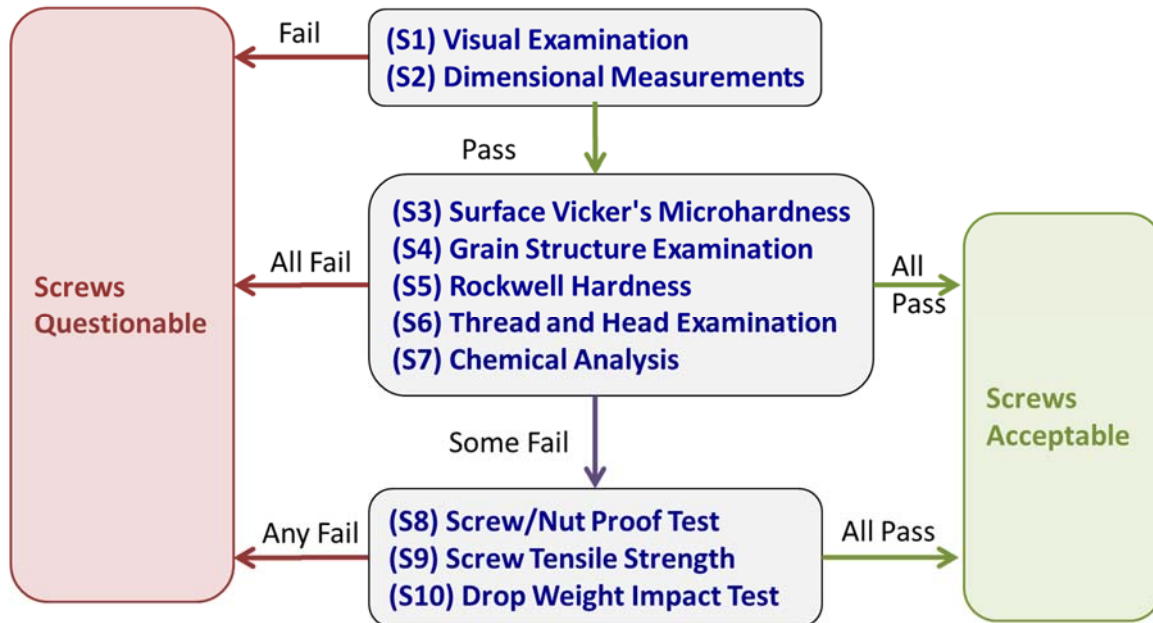 Fail
(S1) Visual Examination
(S2) Dimensional Measurements
Pass
(S3) Surface Vicker's Microhardness
(S4) Grain Structure Examination
(S5) Rockwell Hardness
(S6) Thread and Head Examination
(S7) Chemical Analysis
All Fail
All
Pass
Screws
Questionable
Screws
Acceptable
Some Fail
(S8) Screw/Nut Proof Test
(S9) Screw Tensile Strength
(S10) Drop Weight Impact Test
Any Fail
All Pass